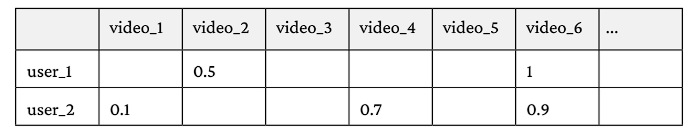 video_1 video_2 video_3 video_4 video_5 video_6 ...
user_1 0.5 1
user_2 0.1 0.7 0.9